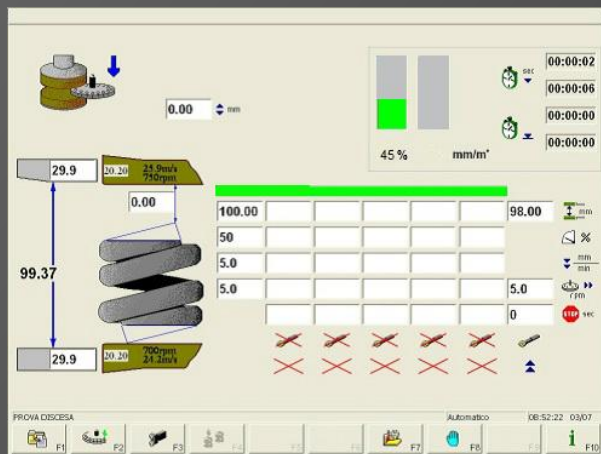 0.00 mm
sec
00:00:02
00:00:06
00:00:00
00:00:00
45 % mm/m'
29.9 20.20 25.9m/s
750rpm
0.00
100.00 98.00 mm
50 %
5.0 mm
min
5.0 5.0 rpm
0 STOP sec
99.37
29.9 20.20 700rpm
24.2m/s
PROVA DISCESA Automatico 08:52:22 03/07
F1 F2 F3 F4 F5 F6 F7 F8 F9 F10